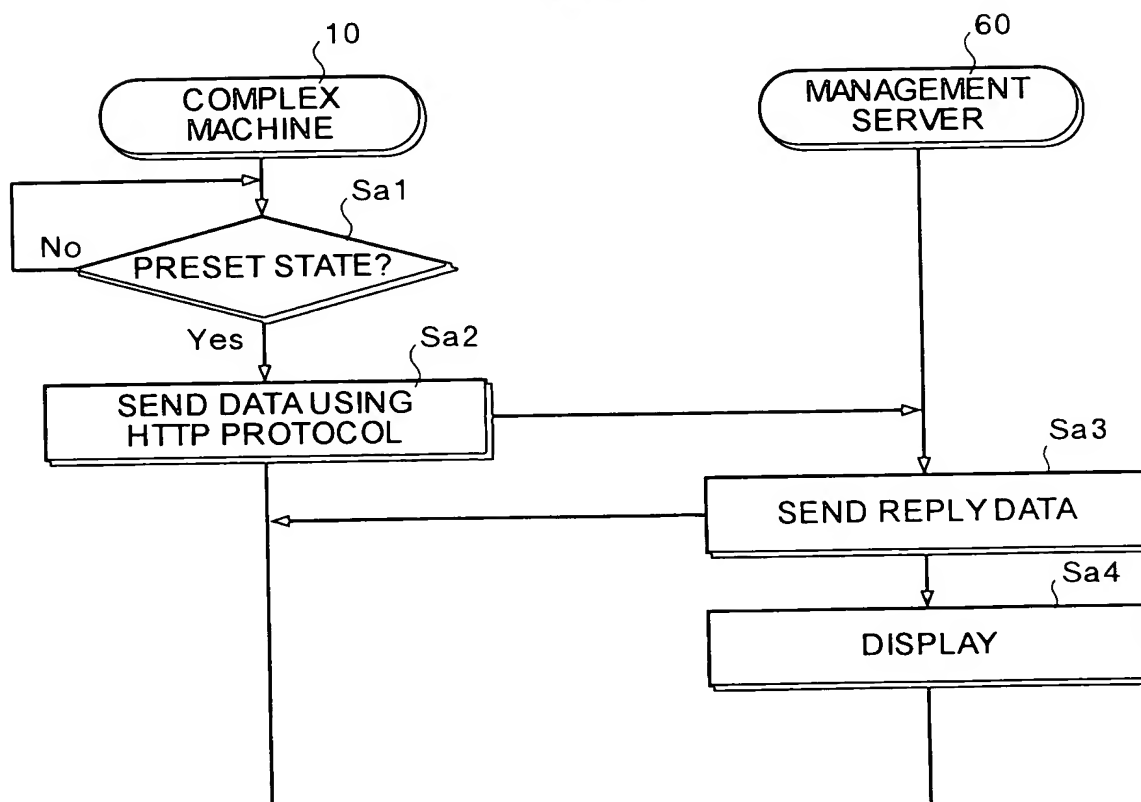 10
COMPLEX
MACHINE
60
MANAGEMENT
SERVER
Sa1
No
PRESET STATE?
Yes
Sa2
SEND DATA USING
HTTP PROTOCOL
Sa3
SEND REPLY DATA
Sa4
DISPLAY